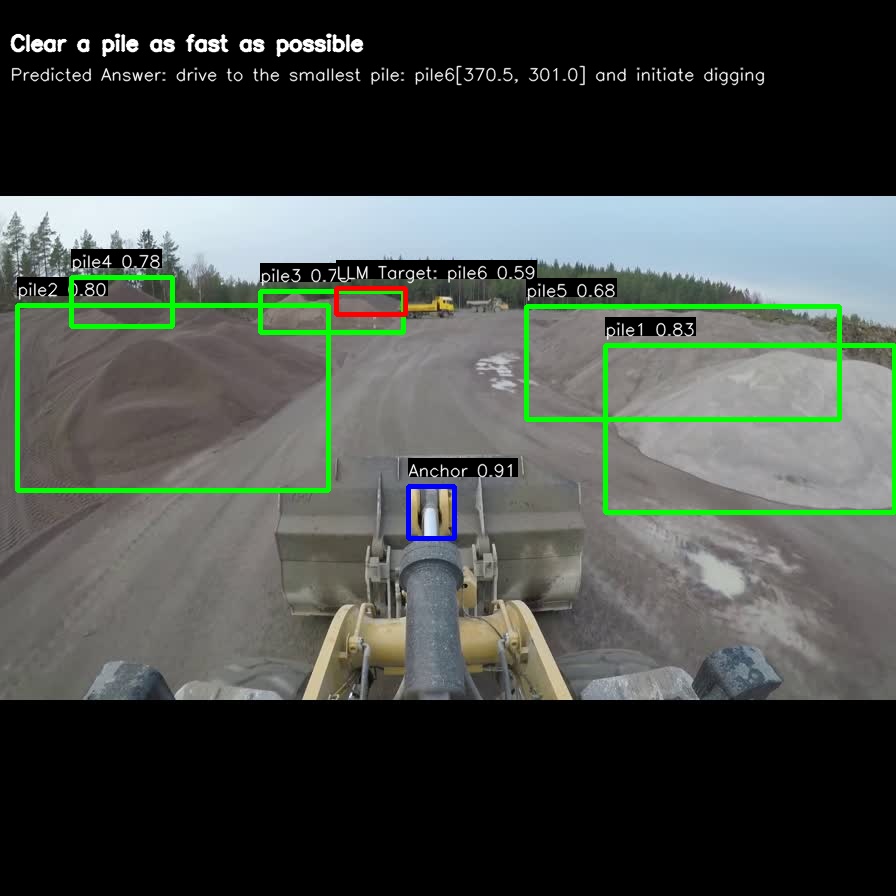 Clear a pile as fast as possible
Predicted Answer: drive to the smallest pile: pile6[370.5, 301.0] and initiate digging
pile4 0.78
pile2 0.80
pile3 0.7
LLM Target: pile6 0.59
pile5 0.68
pile1 0.83
Anchor 0.91